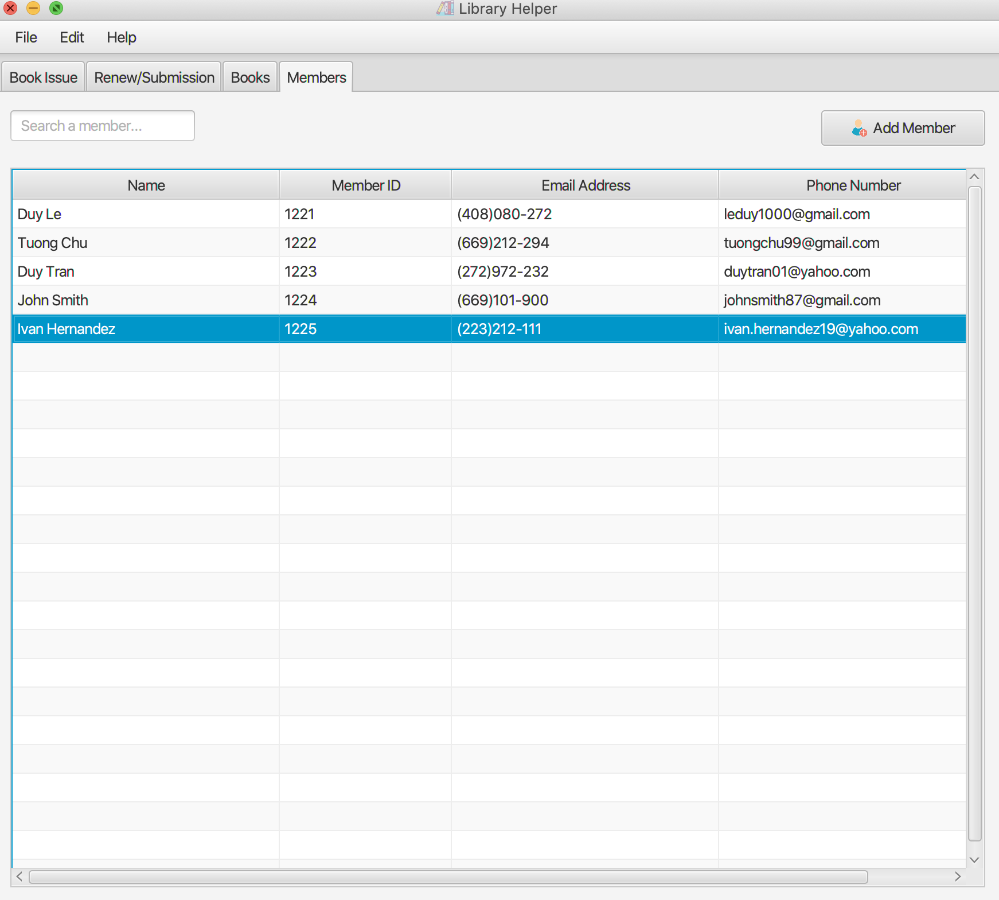 Library Helper
File Edit Help
Book Issue Renew/Submission Books Members
Search a member...
Add Member
Name Member ID Email Address Phone Number
Duy Le 1221 (408)080-272 leduy1000@gmail.com
Tuong Chu 1222 (669)212-294 tuongchu99@gmail.com
Duy Tran 1223 (272)972-232 duytran01@yahoo.com
John Smith 1224 (669)101-900 johnsmith87@gmail.com
Ivan Hernandez 1225 (223)212-111 ivan.hernandez19@yahoo.com